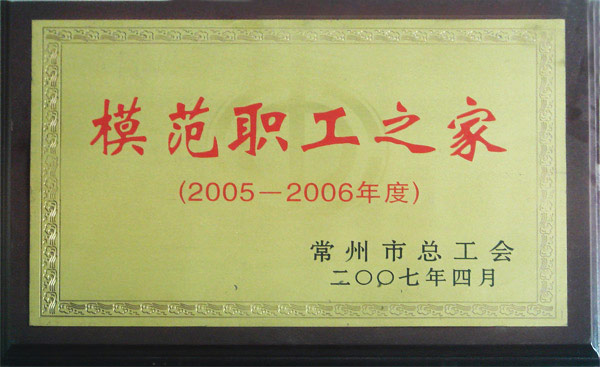 模范职工之家
(2005—2006年度)
常州市总工会
二〇〇七年四月